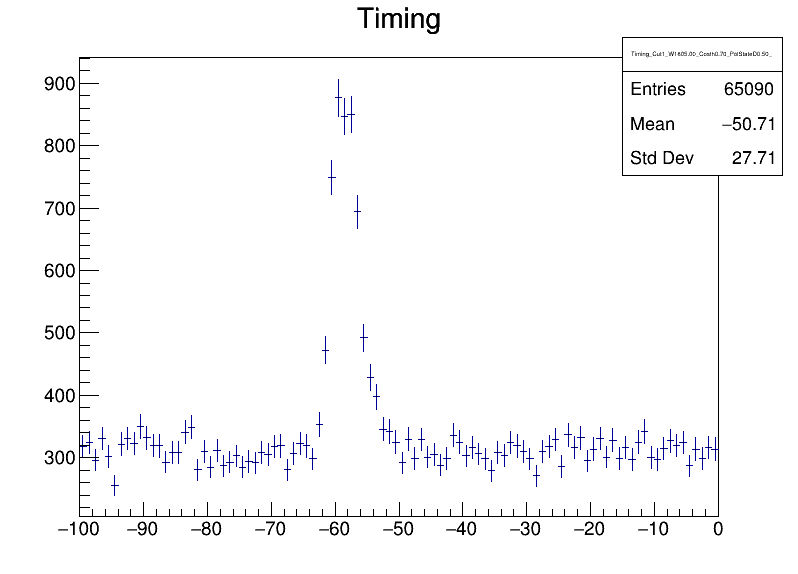 Timing
Timing_Cut1_W1605.00_Costh0.70_PolState00.50_
Entries 65090
Mean −50.71
Std Dev 27.71
900
800
700
600
500
400
300
−100 −90 −80 −70 −60 −50 −40 −30 −20 −10 0